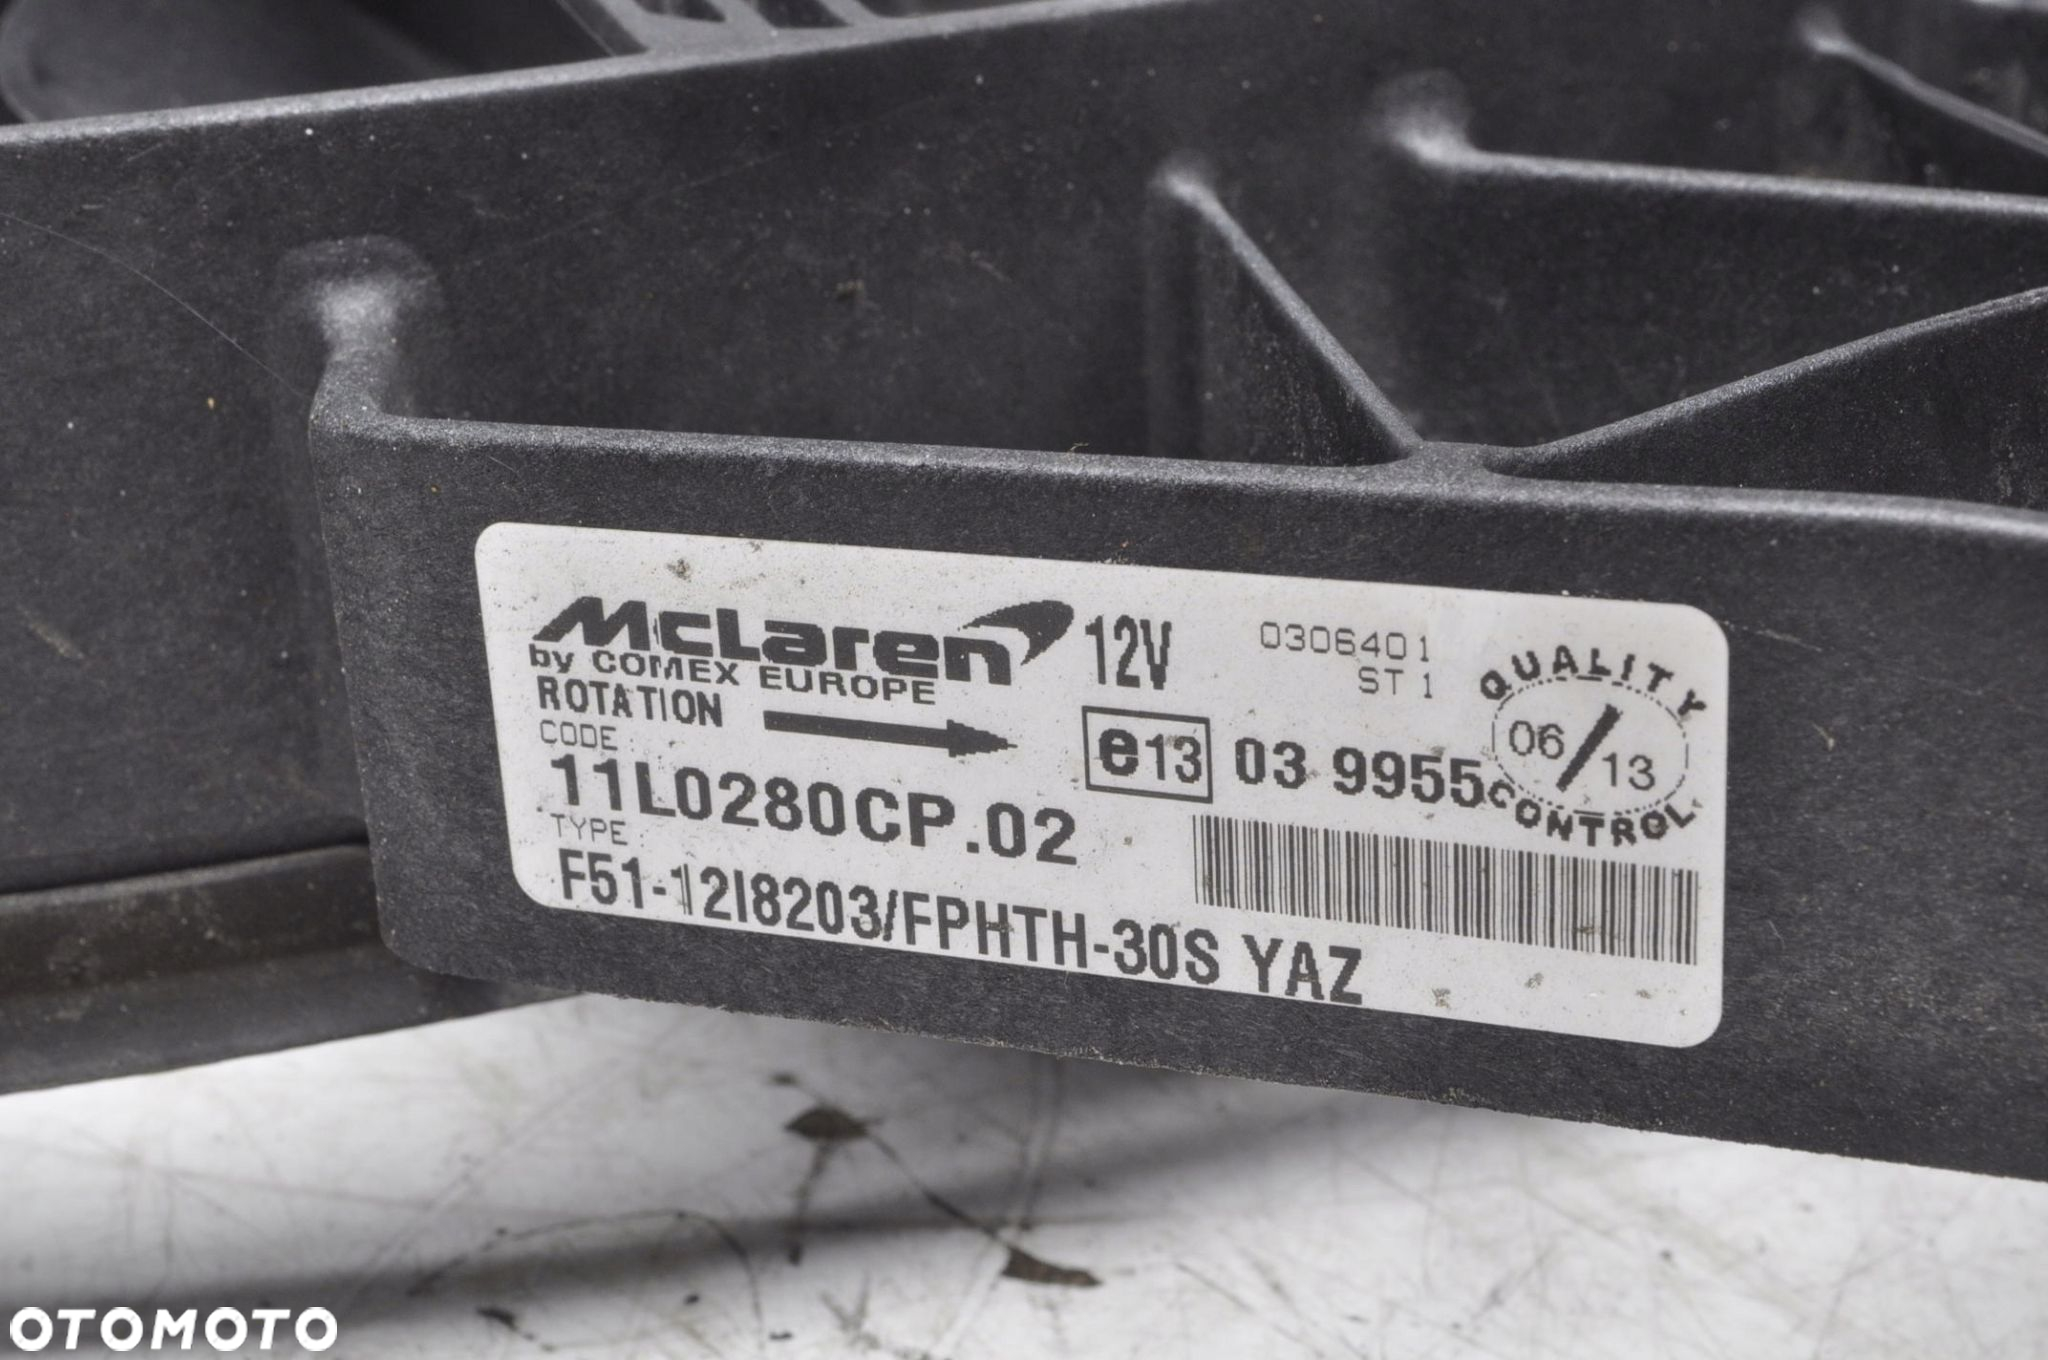 McLaren
by COMEX EUROPE
12V
0306401
ST 1
ROTATION
CODE:
11L0280CP.02
e13 03 9955
QUALITY
06/13
CONTROL
TYPE:
F51-12I8203/FPHTH-30S YAZ
OTOMOTO